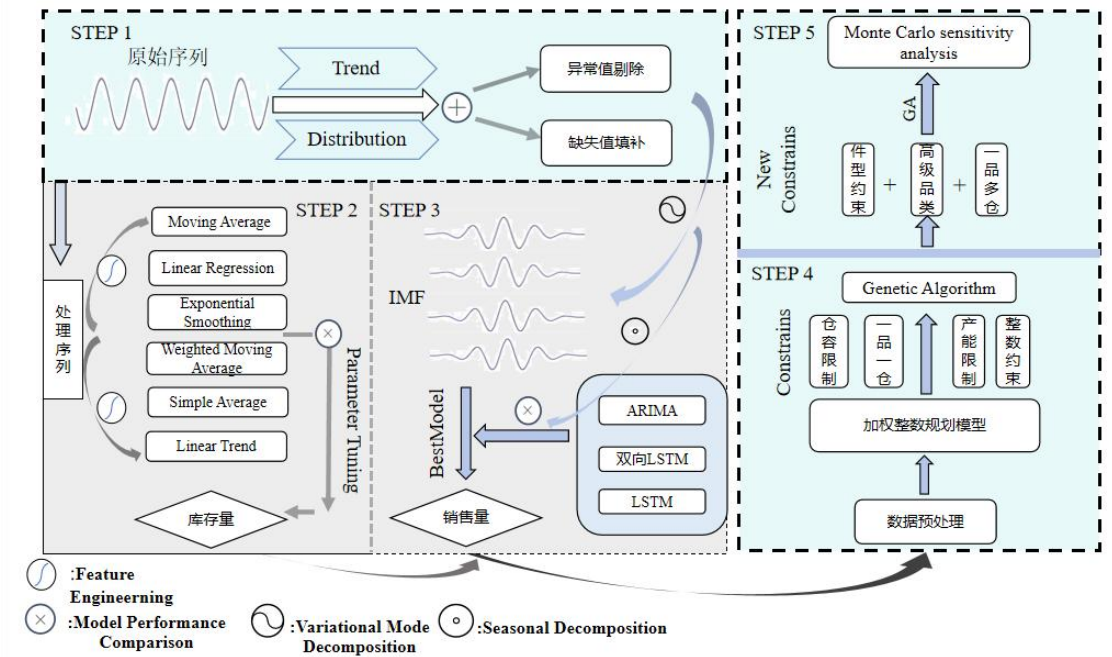 STEP 1
原始序列
Trend
Distribution
异常值剔除
缺失值填补
STEP 2
Moving Average
Linear Regression
Exponential
Smoothing
Weighted Moving
Average
Simple Average
Linear Trend
处理序列
Parameter Tuning
库存量
STEP 3
IMF
BestModel
ARIMA
双向LSTM
LSTM
销售量
STEP 5
Monte Carlo sensitivity
analysis
GA
New
Constrains
件型约束
+
高级品类
+
一品多仓
STEP 4
Genetic Algorithm
Constrains
仓容限制
一品一仓
产能限制
整数约束
加权整数规划模型
数据预处理
:Feature
Engineerning
:Model Performance
Comparison
:Variational Mode
Decomposition
:Seasonal Decomposition